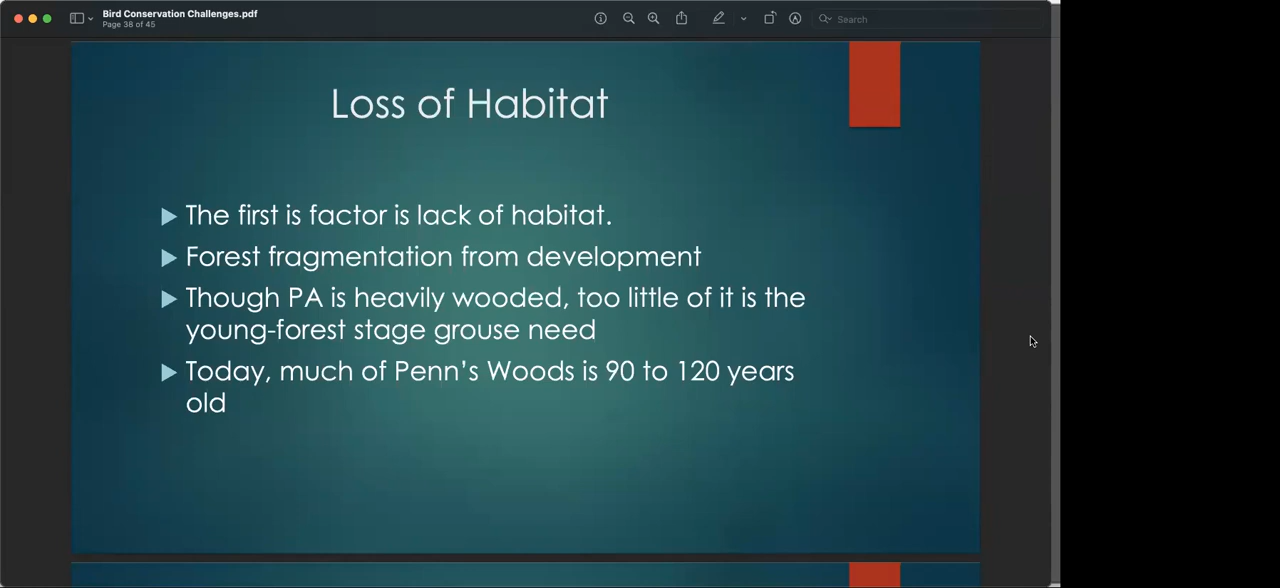 Bird Conservation Challenges.pdf
Page 38 of 45
Search
Loss of Habitat
The first is factor is lack of habitat.
Forest fragmentation from development
Though PA is heavily wooded, too little of it is the
young-forest stage grouse need
Today, much of Penn’s Woods is 90 to 120 years
old